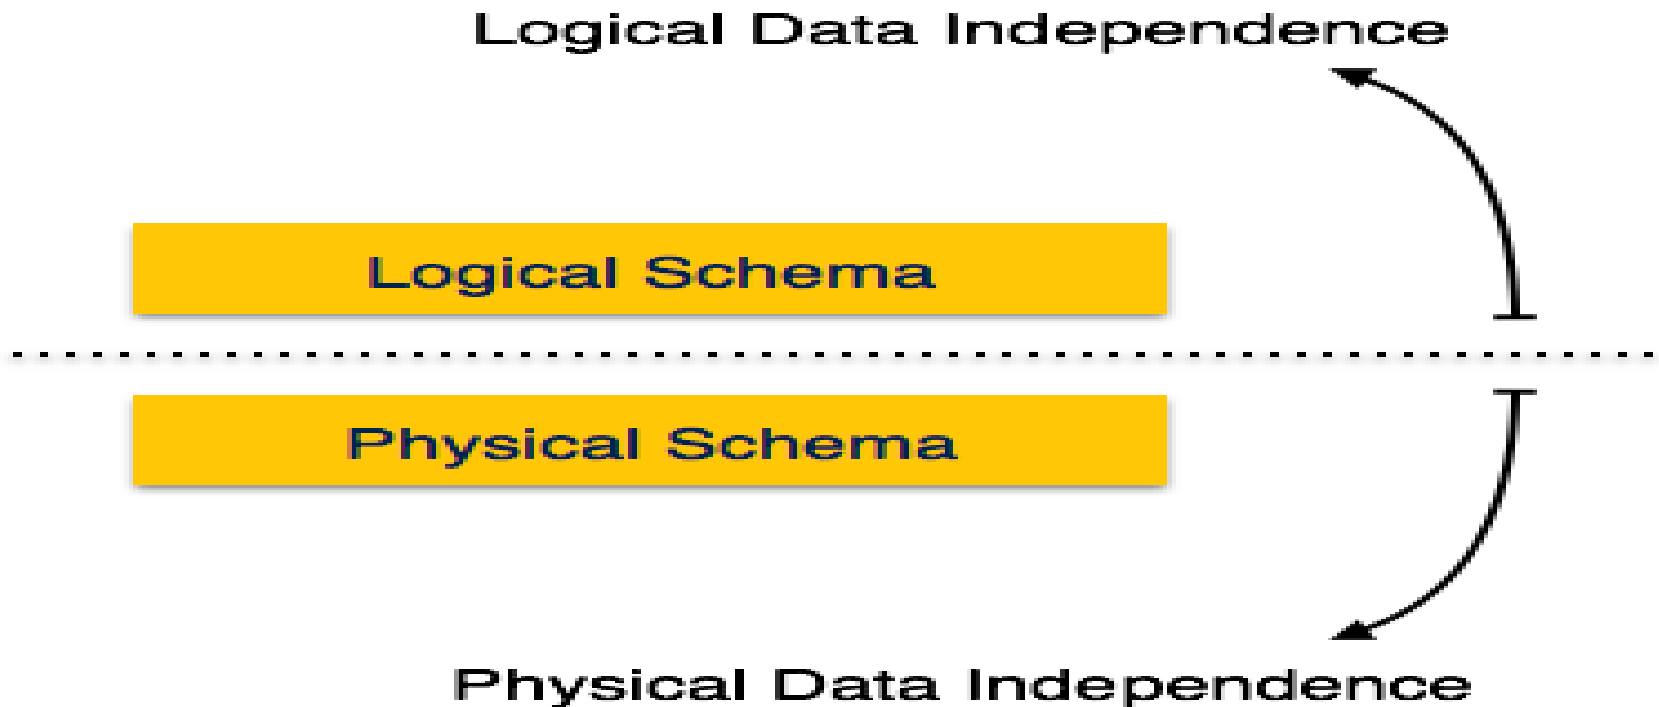 Logical Data Independence
Logical Schema
Physical Schema
Physical Data Independence